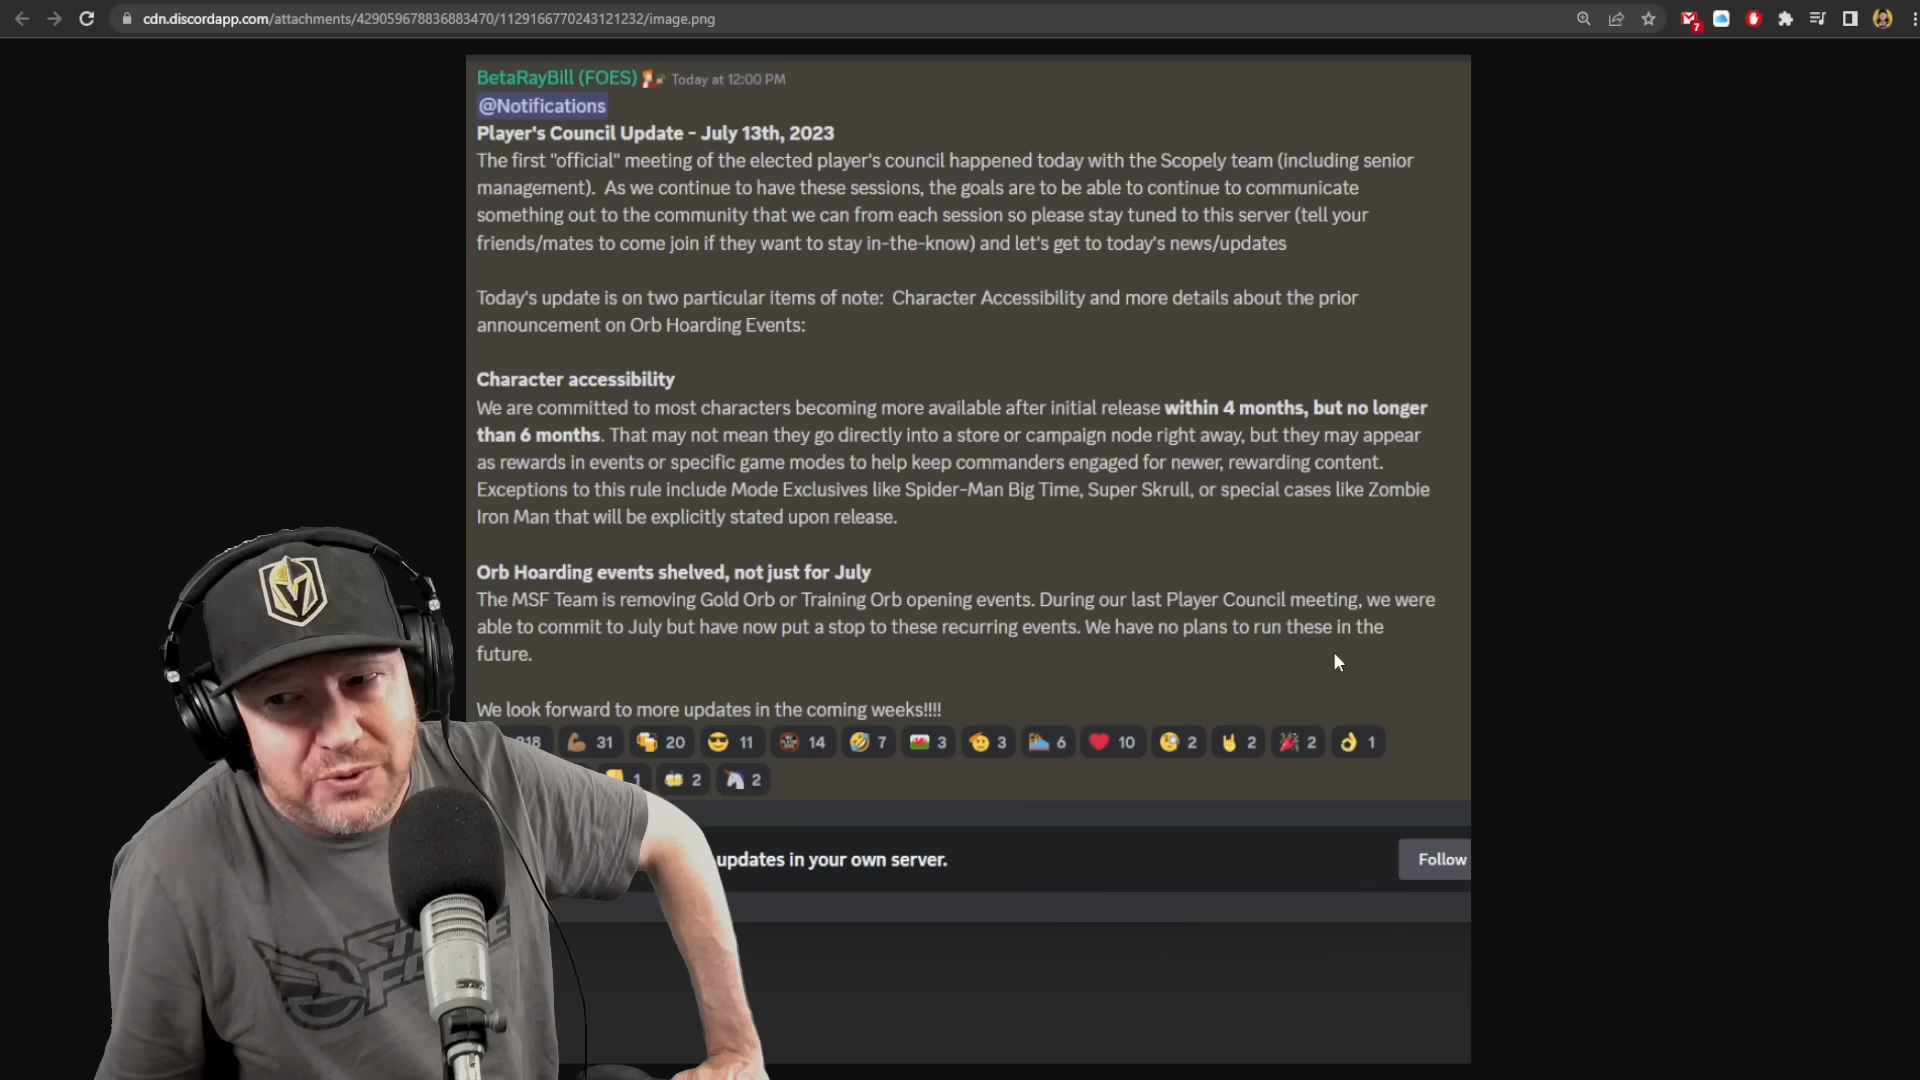 cdn.discordapp.com/attachments/429059678836883470/1129166770243121232/image.png
7
BetaRayBill (FOES) Today at 12:00 PM
@Notifications
Player's Council Update - July 13th, 2023
The first "official" meeting of the elected player's council happened today with the Scopely team (including senior
management). As we continue to have these sessions, the goals are to be able to continue to communicate
something out to the community that we can from each session so please stay tuned to this server (tell your
friends/mates to come join if they want to stay in-the-know) and let's get to today's news/updates
Today's update is on two particular items of note: Character Accessibility and more details about the prior
announcement on Orb Hoarding Events:
Character accessibility
We are committed to most characters becoming more available after initial release within 4 months, but no longer
than 6 months. That may not mean they go directly into a store or campaign node right away, but they may appear
as rewards in events or specific game modes to help keep commanders engaged for newer, rewarding content.
Exceptions to this rule include Mode Exclusives like Spider-Man Big Time, Super Skrull, or special cases like Zombie
Iron Man that will be explicitly stated upon release.
Orb Hoarding events shelved, not just for July
The MSF Team is removing Gold Orb or Training Orb opening events. During our last Player Council meeting, we were
able to commit to July but have now put a stop to these recurring events. We have no plans to run these in the
future.
We look forward to more updates in the coming weeks!!!!
31 20 11 14 7 3 3 6 10 2 2 2 1
1 2 2
updates in your own server.
Follow